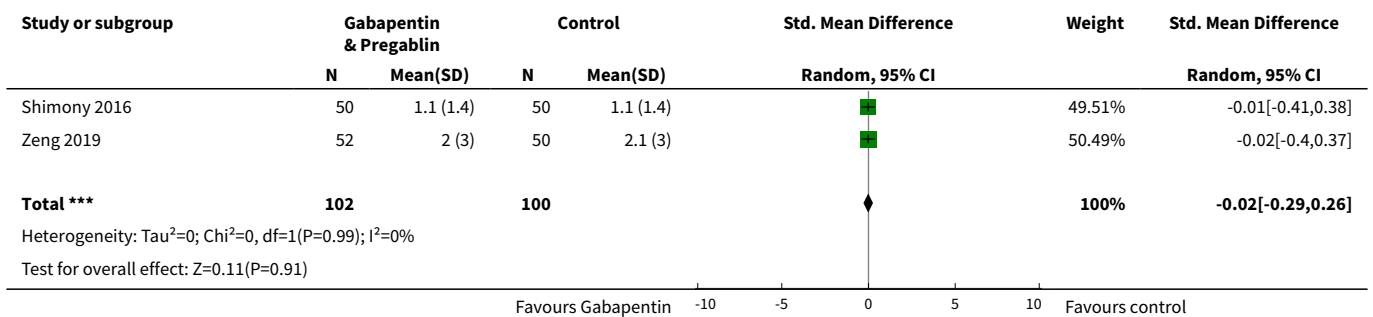 Study or subgroup Gabapentin Control Std. Mean Difference Weight Std. Mean Difference
& Pregablin
N Mean(SD) N Mean(SD) Random, 95% CI Random, 95% CI
Shimony 2016 50 1.1 (1.4) 50 1.1 (1.4) 49.51% -0.01[-0.41,0.38]
Zeng 2019 52 2 (3) 50 2.1 (3) 50.49% -0.02[-0.4,0.37]
Total *** 102 100 100% -0.02[-0.29,0.26]
Heterogeneity: Tau²=0; Chi²=0, df=1(P=0.99); I²=0%
Test for overall effect: Z=0.11(P=0.91)
Favours Gabapentin -10 -5 0 5 10 Favours control